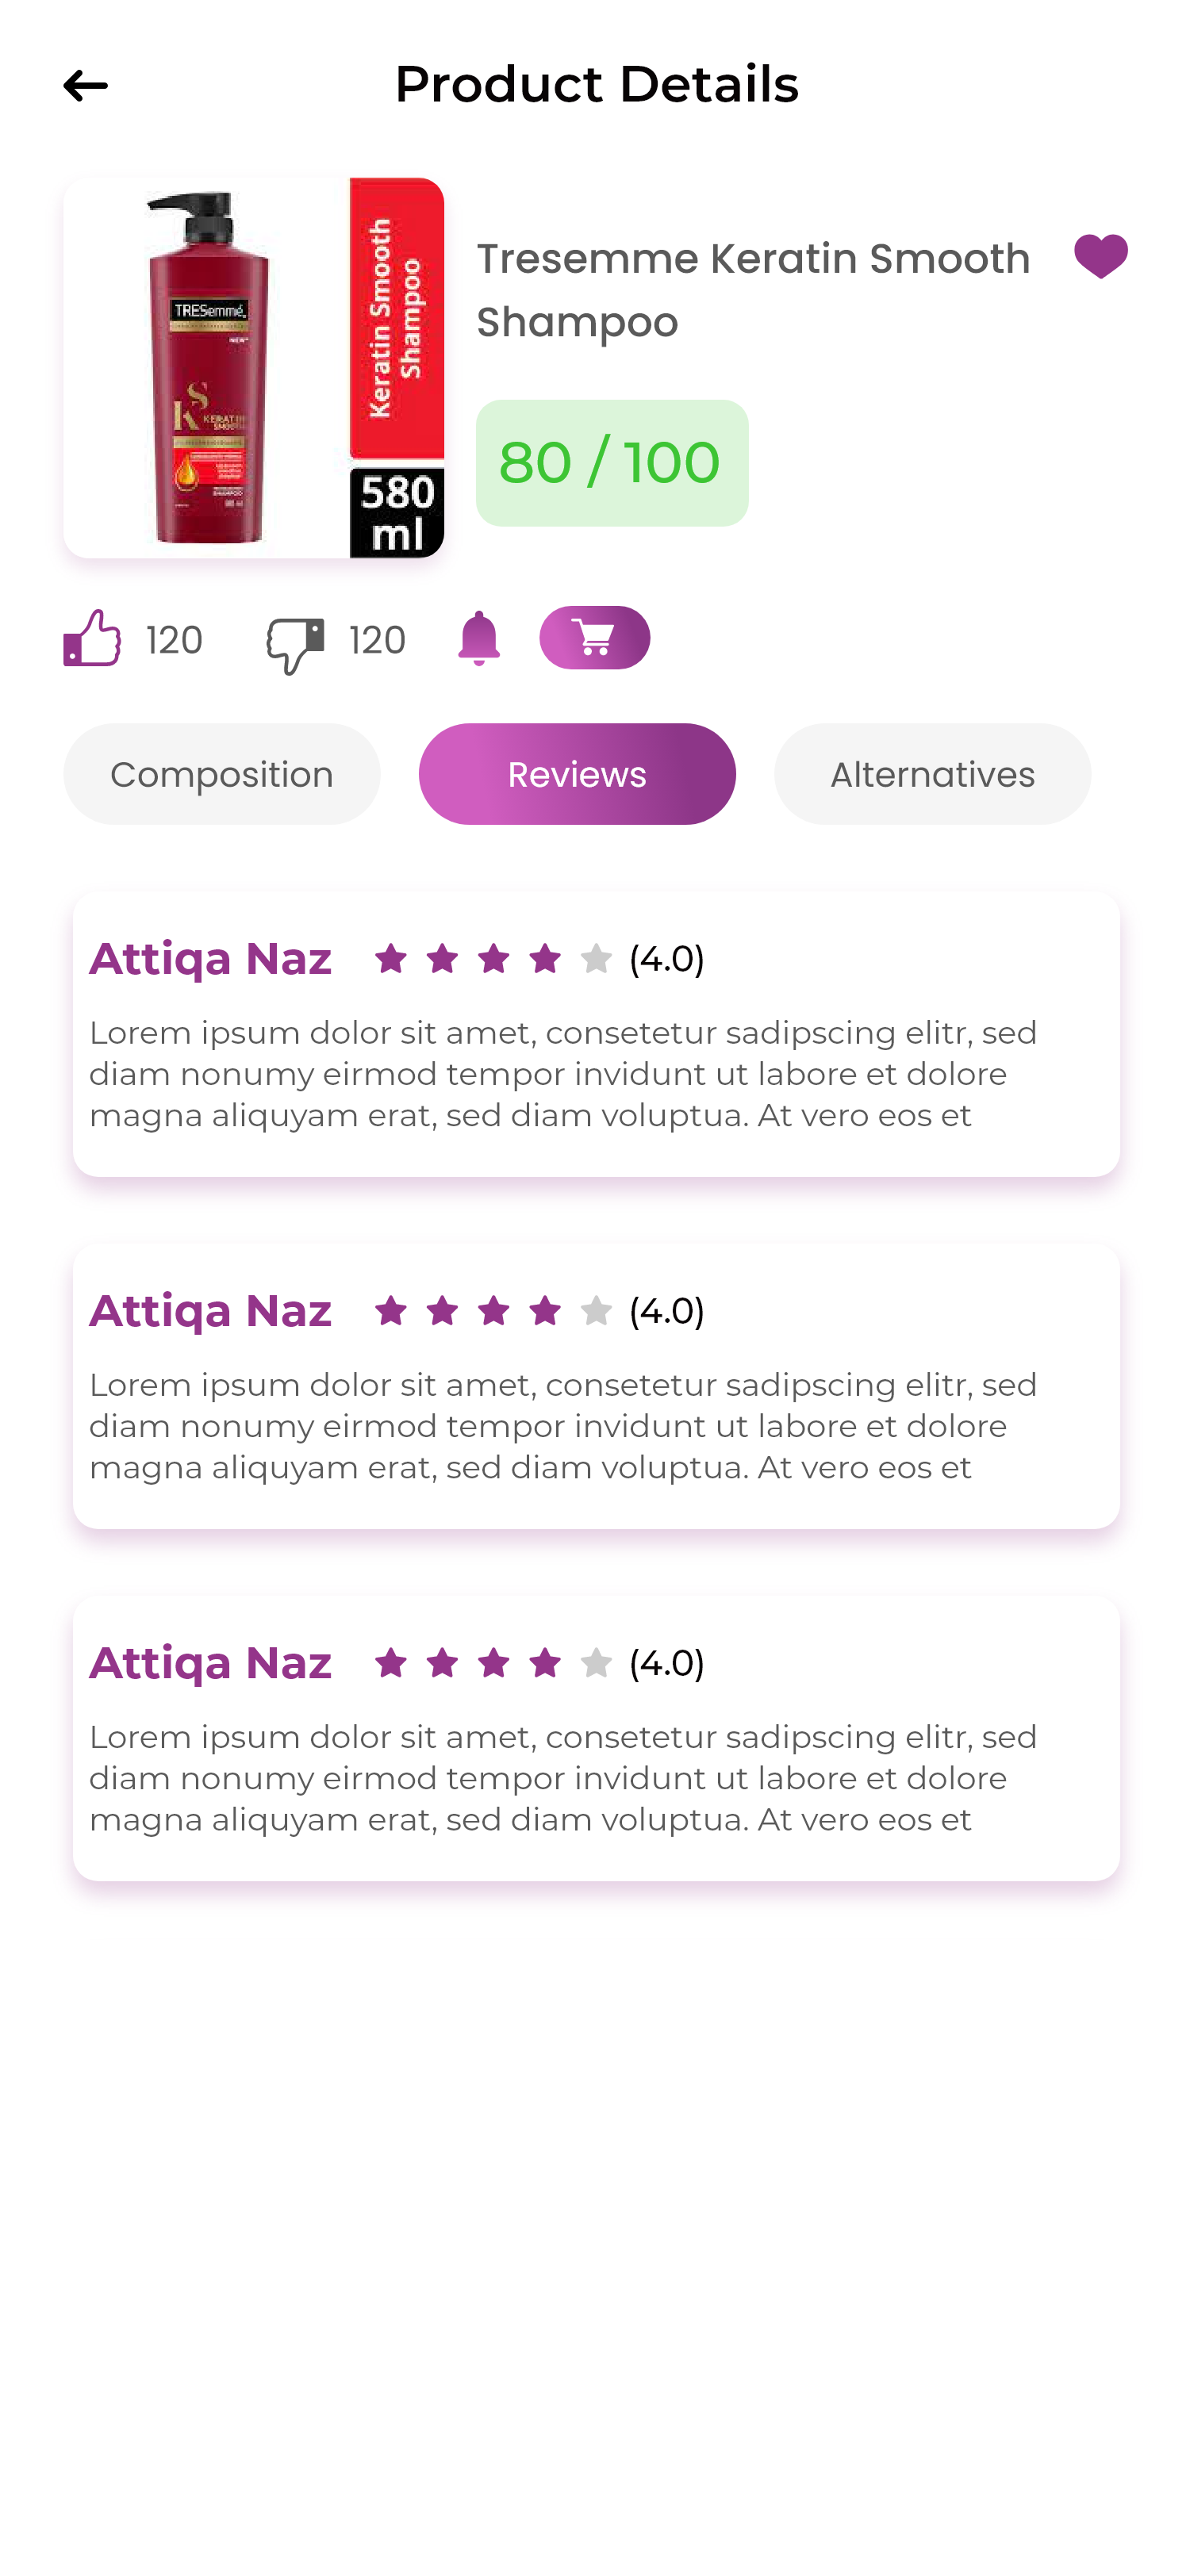 Product Details
TRESemmé
NEW
KS
KERATIN
SMOOTH
Keratin Smooth
Shampoo
580
ml
Tresemme Keratin Smooth
Shampoo
80 / 100
120
120
Composition
Reviews
Alternatives
Attiqa Naz (4.0)
Lorem ipsum dolor sit amet, consetetur sadipscing elitr, sed
diam nonumy eirmod tempor invidunt ut labore et dolore
magna aliquyam erat, sed diam voluptua. At vero eos et
Attiqa Naz (4.0)
Lorem ipsum dolor sit amet, consetetur sadipscing elitr, sed
diam nonumy eirmod tempor invidunt ut labore et dolore
magna aliquyam erat, sed diam voluptua. At vero eos et
Attiqa Naz (4.0)
Lorem ipsum dolor sit amet, consetetur sadipscing elitr, sed
diam nonumy eirmod tempor invidunt ut labore et dolore
magna aliquyam erat, sed diam voluptua. At vero eos et